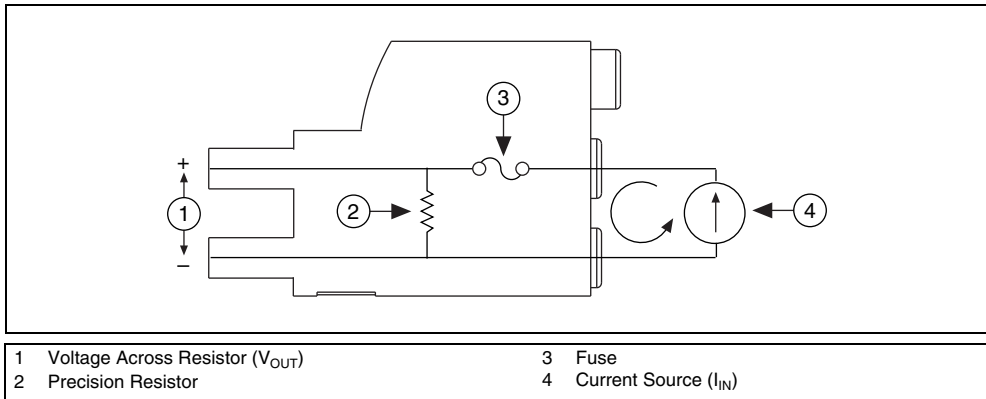 3
+
1
2
4
–
1 Voltage Across Resistor (VOUT)
2 Precision Resistor
3 Fuse
4 Current Source (IIN)